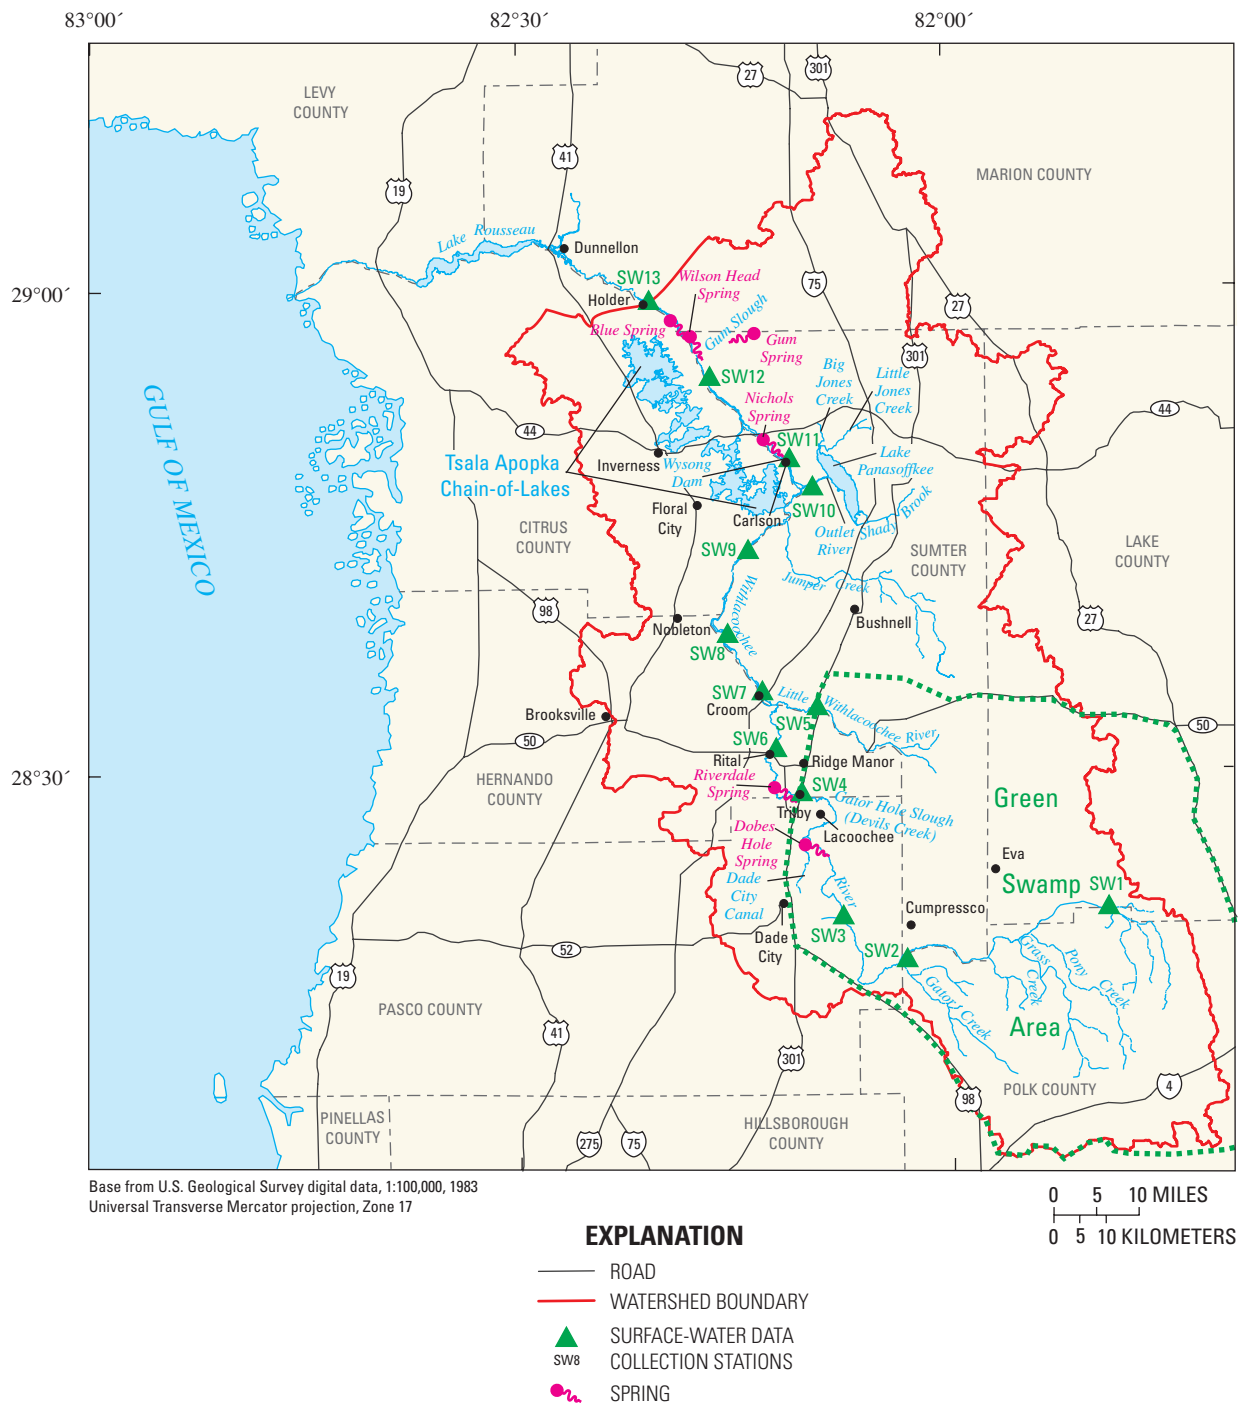 83°00´
82°30´
82°00´
29°00´
28°30´
LEVY
COUNTY
27
301
41
19
MARION COUNTY
Lake Rousseau
Dunnellon
SW13
Wilson Head
Spring
Holder
75
27
Blue Spring
Gum Slough
Gum
Spring
301
Big
Jones
Creek
Little
Jones
Creek
SW12
Nichols
Spring
44
44
SW11
GULF OF MEXICO
Tsala Apopka
Chain-of-Lakes
Inverness
Wysong
Dam
Lake
Panasoffkee
Floral
City
Carlson
SW10
Outlet
River
Shady Brook
CITRUS
COUNTY
SW9
SUMTER
COUNTY
LAKE
COUNTY
Jumper Creek
98
Withlacoochee
Nobleton
Bushnell
27
SW8
SW7
Croom
Little Withlacoochee River
Brooksville
SW5
50
50
SW6
Rital
Ridge Manor
HERNANDO
COUNTY
Riverdale
Spring
SW4
Green
Trilby
Gator Hole Slough
(Devils Creek)
Lacoochee
Dobes
Hole
Spring
Eva
Swamp
SW1
Dade
City
Canal
River
Cumpressco
SW3
Dade
City
SW2
52
Grass
Creek
Pony
Creek
19
Gator Creek
PASCO COUNTY
Area
41
301
POLK COUNTY
4
98
PINELLAS
COUNTY
HILLSBOROUGH
COUNTY
275
75
Base from U.S. Geological Survey digital data, 1:100,000, 1983
Universal Transverse Mercator projection, Zone 17
0 5 10 MILES
0 5 10 KILOMETERS
EXPLANATION
ROAD
WATERSHED BOUNDARY
SURFACE-WATER DATA
COLLECTION STATIONS
SW8
SPRING